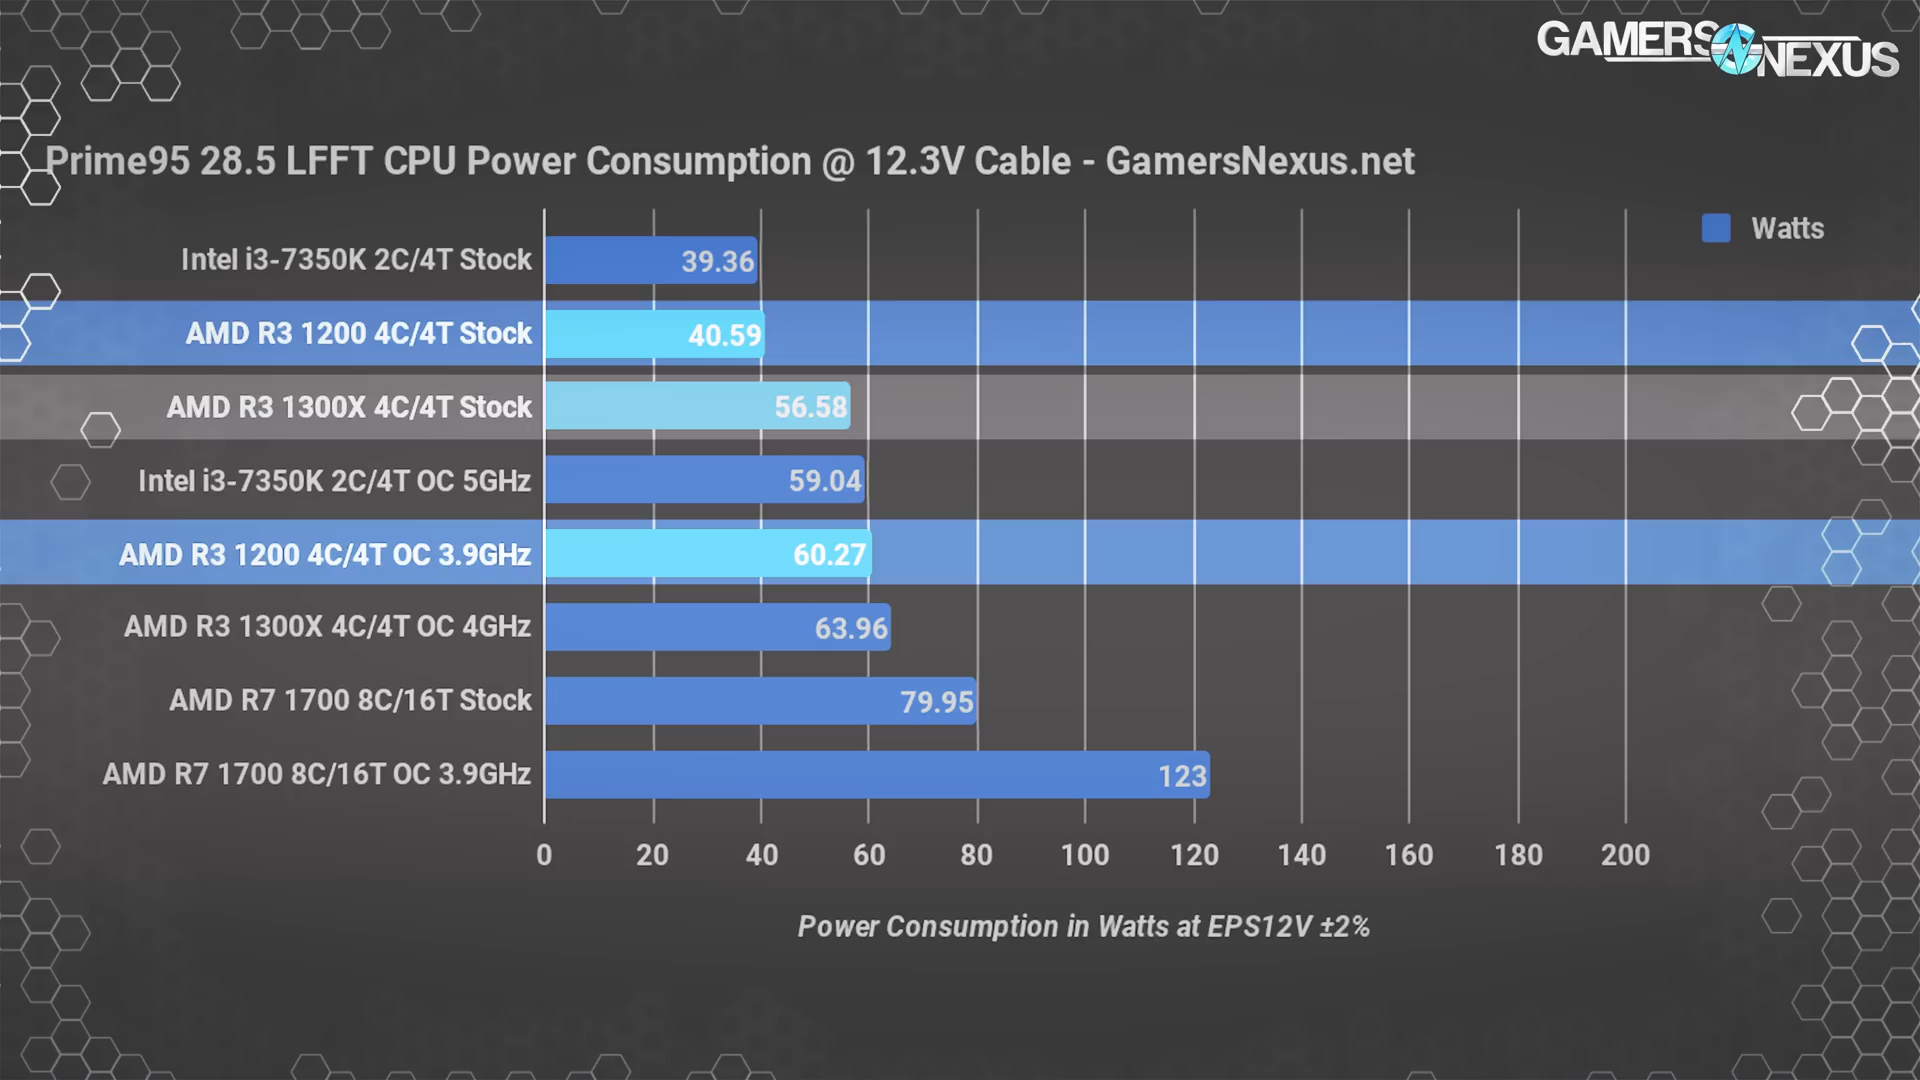 GAMERS NEXUS
Prime95 28.5 LFFT CPU Power Consumption @ 12.3V Cable - GamersNexus.net
Watts
Intel i3-7350K 2C/4T Stock 39.36
AMD R3 1200 4C/4T Stock 40.59
AMD R3 1300X 4C/4T Stock 56.58
Intel i3-7350K 2C/4T OC 5GHz 59.04
AMD R3 1200 4C/4T OC 3.9GHz 60.27
AMD R3 1300X 4C/4T OC 4GHz 63.96
AMD R7 1700 8C/16T Stock 79.95
AMD R7 1700 8C/16T OC 3.9GHz 123
0 20 40 60 80 100 120 140 160 180 200
Power Consumption in Watts at EPS12V ±2%